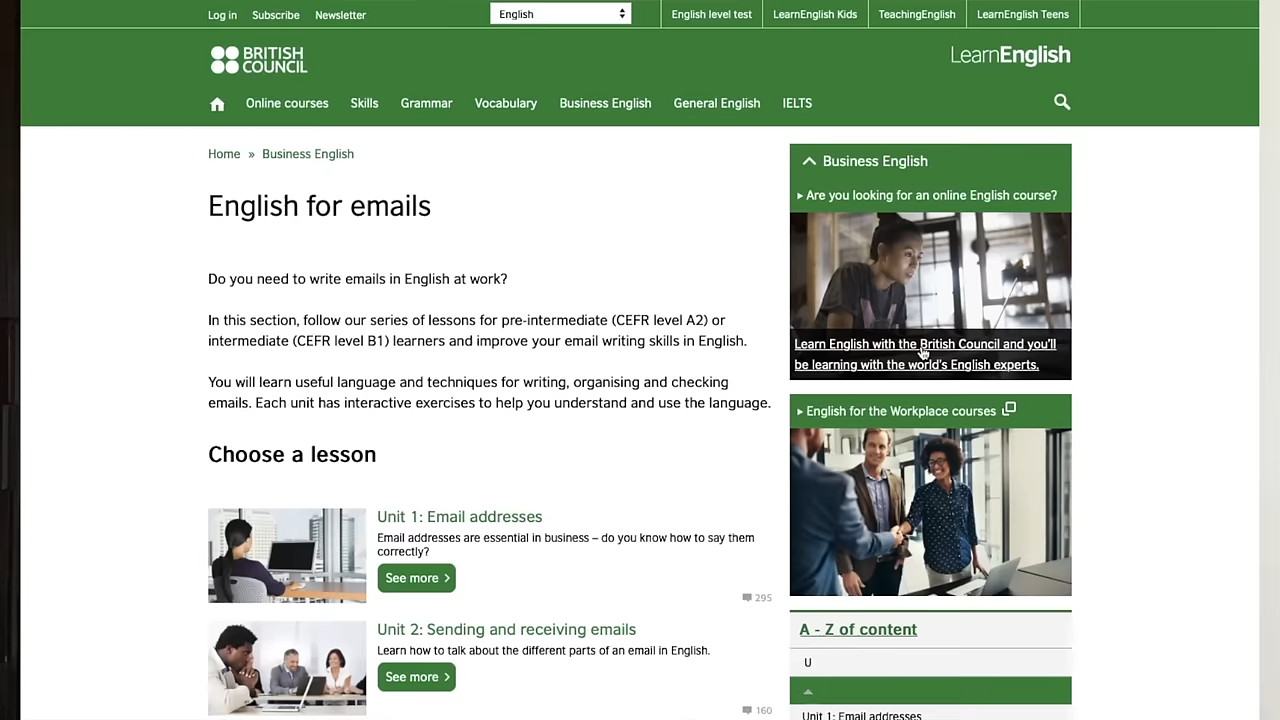 Log in Subscribe Newsletter English English level test LearnEnglish Kids TeachingEnglish LearnEnglish Teens
BRITISH
COUNCIL
LearnEnglish
Online courses Skills Grammar Vocabulary Business English General English IELTS
Home » Business English
English for emails
Do you need to write emails in English at work?
In this section, follow our series of lessons for pre-intermediate (CEFR level A2) or
intermediate (CEFR level B1) learners and improve your email writing skills in English.
You will learn useful language and techniques for writing, organising and checking
emails. Each unit has interactive exercises to help you understand and use the language.
Choose a lesson
Unit 1: Email addresses
Email addresses are essential in business – do you know how to say them
correctly?
See more
295
Unit 2: Sending and receiving emails
Learn how to talk about the different parts of an email in English.
See more
160
Business English
Are you looking for an online English course?
Learn English with the British Council and you'll
be learning with the world's English experts.
English for the Workplace courses
A - Z of content
U
Unit 1: Email addresses